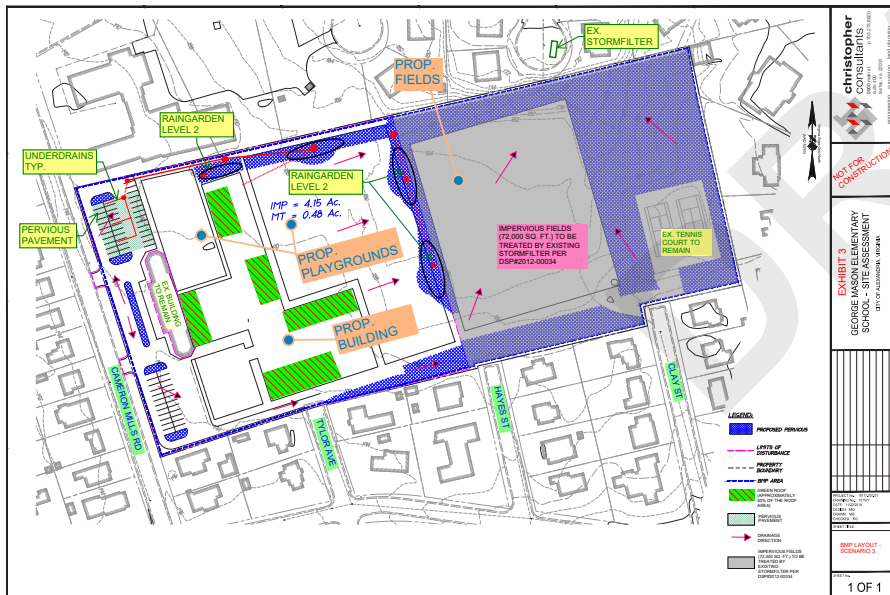 EX.
STORMFILTER
PROP.
FIELDS
RAINGARDEN
LEVEL 2
UNDERDRAINS
TYP.
RAINGARDEN
LEVEL 2
IMP = 4.15 Ac.
MT = 0.48 Ac.
PERVIOUS
PAVEMENT
PROP.
PLAYGROUNDS
IMPERVIOUS FIELDS
(72,000 SQ. FT.) TO BE
TREATED BY EXISTING
STORMFILTER PER
DSP#2012-00034
EX. TENNIS
COURT TO
REMAIN
EX. BUILDING
TO REMAIN
PROP.
BUILDING
CAMERON MILLS RD
TYLOR AVE
HAYES ST
CLAY ST
LEGEND:
PROPOSED PERVIOUS
LIMITS OF
DISTURBANCE
PROPERTY
BOUNDARY
BMP AREA
GREEN ROOF
(APPROXIMATELY
50% OF THE ROOF
AREA)
PERVIOUS
PAVEMENT
DRAINAGE
DIRECTION
IMPERVIOUS FIELDS
(72,000 SQ. FT.) TO BE
TREATED BY
EXISTING
STORMFILTER PER
DSP#2012-00034
christopher
consultants
NOT FOR
CONSTRUCTION
EXHIBIT 3
GEORGE MASON ELEMENTARY
SCHOOL - SITE ASSESSMENT
CITY OF ALEXANDRIA, VIRGINIA
SHEET TITLE:
BMP LAYOUT -
SCENARIO 3
SHEET No.
1 OF 1